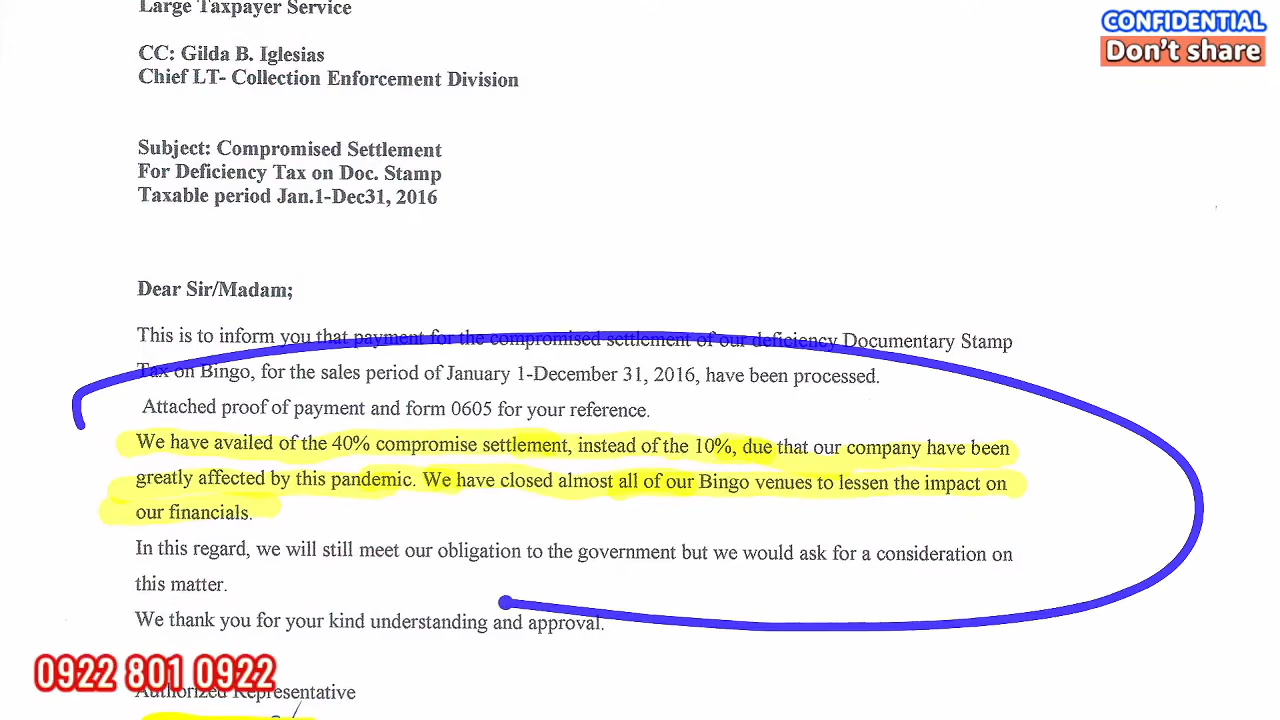 Large Taxpayer Service
CONFIDENTIAL
Don't share
CC: Gilda B. Iglesias
Chief LT- Collection Enforcement Division
Subject: Compromised Settlement
For Deficiency Tax on Doc. Stamp
Taxable period Jan.1-Dec31, 2016
Dear Sir/Madam;
This is to inform you that payment for the compromised settlement of our deficiency Documentary Stamp
Tax on Bingo, for the sales period of January 1-December 31, 2016, have been processed.
Attached proof of payment and form 0605 for your reference.
We have availed of the 40% compromise settlement, instead of the 10%, due that our company have been
greatly affected by this pandemic. We have closed almost all of our Bingo venues to lessen the impact on
our financials.
In this regard, we will still meet our obligation to the government but we would ask for a consideration on
this matter.
We thank you for your kind understanding and approval.
0922 801 0922
Authorized Representative